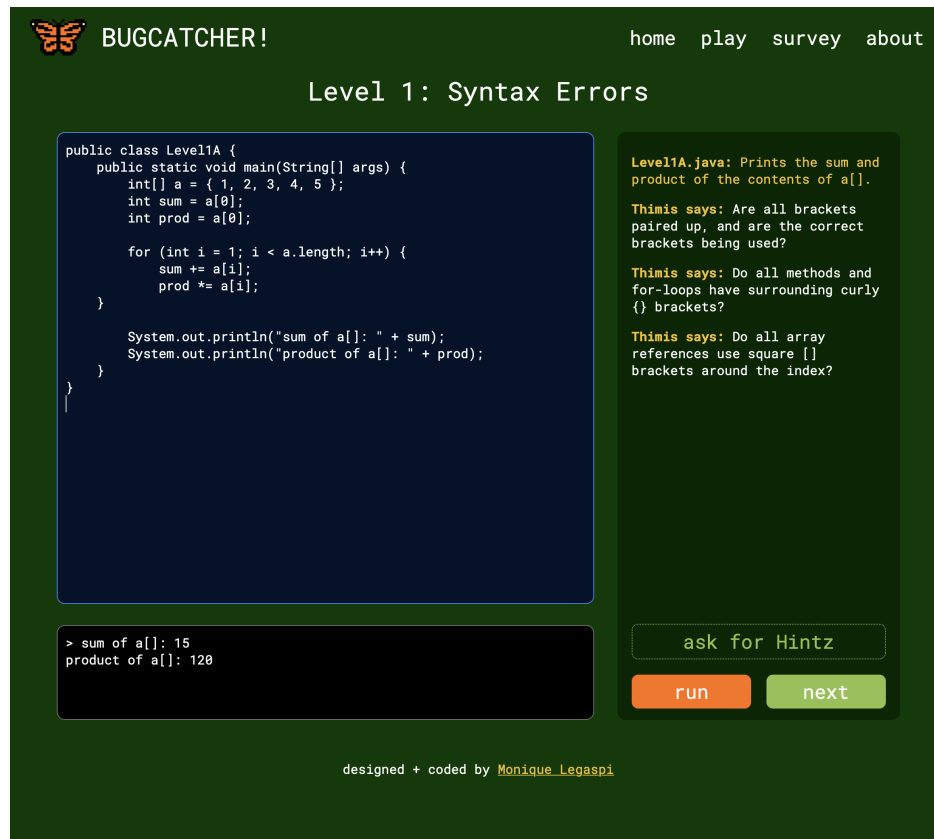 BUGCATCHER!
home play survey about
Level 1: Syntax Errors
public class Level1A {
    public static void main(String[] args) {
        int[] a = { 1, 2, 3, 4, 5 };
        int sum = a[0];
        int prod = a[0];
        for (int i = 1; i < a.length; i++) {
            sum += a[i];
            prod *= a[i];
    }
        System.out.println("sum of a[]: " + sum);
        System.out.println("product of a[]: " + prod);
    }
}
Level1A.java: Prints the sum and
product of the contents of a[].
Thimis says: Are all brackets
paired up, and are the correct
brackets being used?
Thimis says: Do all methods and
for-loops have surrounding curly
{} brackets?
Thimis says: Do all array
references use square []
brackets around the index?
> sum of a[]: 15
product of a[]: 120
ask for Hintz
run next
designed + coded by Monique Legaspi